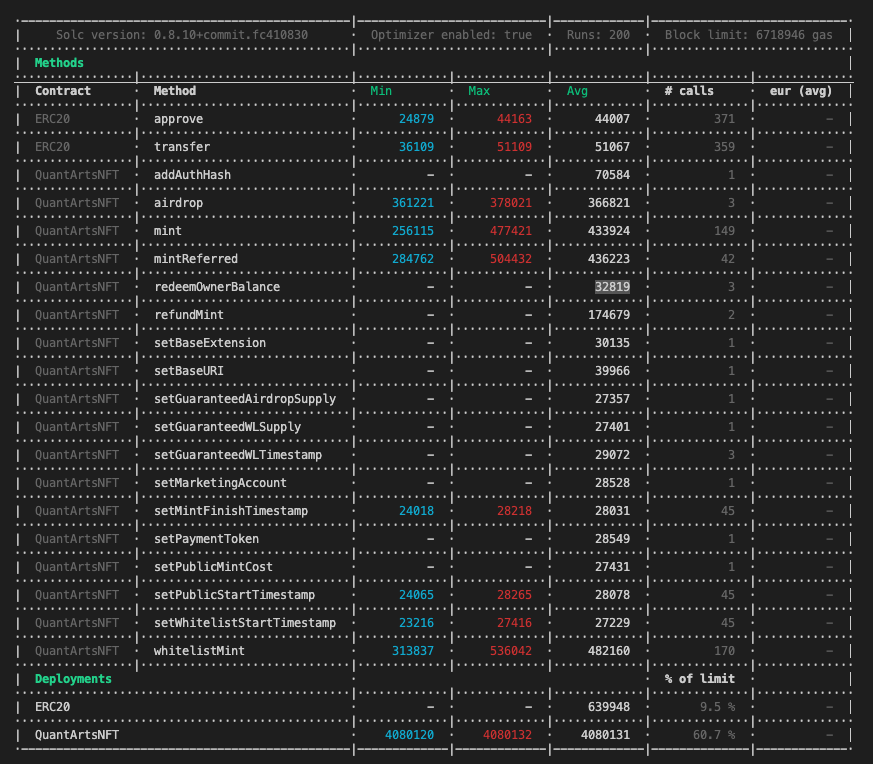 Solc version: 0.8.10+commit.fc410830 · Optimizer enabled: true · Runs: 200 · Block limit: 6718946 gas
Methods
Contract · Method · Min · Max · Avg · # calls · eur (avg)
ERC20 · approve · 24879 · 44163 · 44007 · 371 · –
ERC20 · transfer · 36109 · 51109 · 51067 · 359 · –
QuantArtsNFT · addAuthHash · – · – · 70584 · 1 · –
QuantArtsNFT · airdrop · 361221 · 378021 · 366821 · 3 · –
QuantArtsNFT · mint · 256115 · 477421 · 433924 · 149 · –
QuantArtsNFT · mintReferred · 284762 · 504432 · 436223 · 42 · –
QuantArtsNFT · redeemOwnerBalance · – · – · 32819 · 3 · –
QuantArtsNFT · refundMint · – · – · 174679 · 2 · –
QuantArtsNFT · setBaseExtension · – · – · 30135 · 1 · –
QuantArtsNFT · setBaseURI · – · – · 39966 · 1 · –
QuantArtsNFT · setGuaranteedAirdropSupply · – · – · 27357 · 1 · –
QuantArtsNFT · setGuaranteedWLSupply · – · – · 27401 · 1 · –
QuantArtsNFT · setGuaranteedWLTimestamp · – · – · 29072 · 3 · –
QuantArtsNFT · setMarketingAccount · – · – · 28528 · 1 · –
QuantArtsNFT · setMintFinishTimestamp · 24018 · 28218 · 28031 · 45 · –
QuantArtsNFT · setPaymentToken · – · – · 28549 · 1 · –
QuantArtsNFT · setPublicMintCost · – · – · 27431 · 1 · –
QuantArtsNFT · setPublicStartTimestamp · 24065 · 28265 · 28078 · 45 · –
QuantArtsNFT · setWhitelistStartTimestamp · 23216 · 27416 · 27229 · 45 · –
QuantArtsNFT · whitelistMint · 313837 · 536042 · 482160 · 170 · –
Deployments · % of limit
ERC20 · – · – · 639948 · 9.5 % · –
QuantArtsNFT · 4080120 · 4080132 · 4080131 · 60.7 % · –